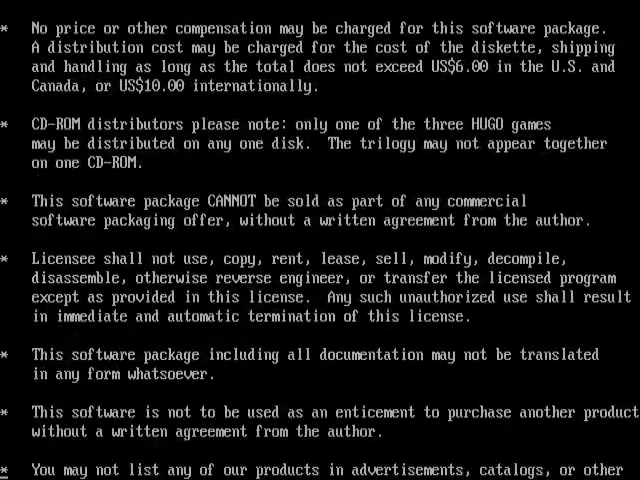 * No price or other compensation may be charged for this software package.
A distribution cost may be charged for the cost of the diskette, shipping
and handling as long as the total does not exceed US$6.00 in the U.S. and
Canada, or US$10.00 internationally.
* CD-ROM distributors please note: only one of the three HUGO games
may be distributed on any one disk. The trilogy may not appear together
on one CD-ROM.
* This software package CANNOT be sold as part of any commercial
software packaging offer, without a written agreement from the author.
* Licensee shall not use, copy, rent, lease, sell, modify, decompile,
disassemble, otherwise reverse engineer, or transfer the licensed program
except as provided in this license. Any such unauthorized use shall result
in immediate and automatic termination of this license.
* This software package including all documentation may not be translated
in any form whatsoever.
* This software is not to be used as an enticement to purchase another product
without a written agreement from the author.
* You may not list any of our products in advertisements, catalogs, or other